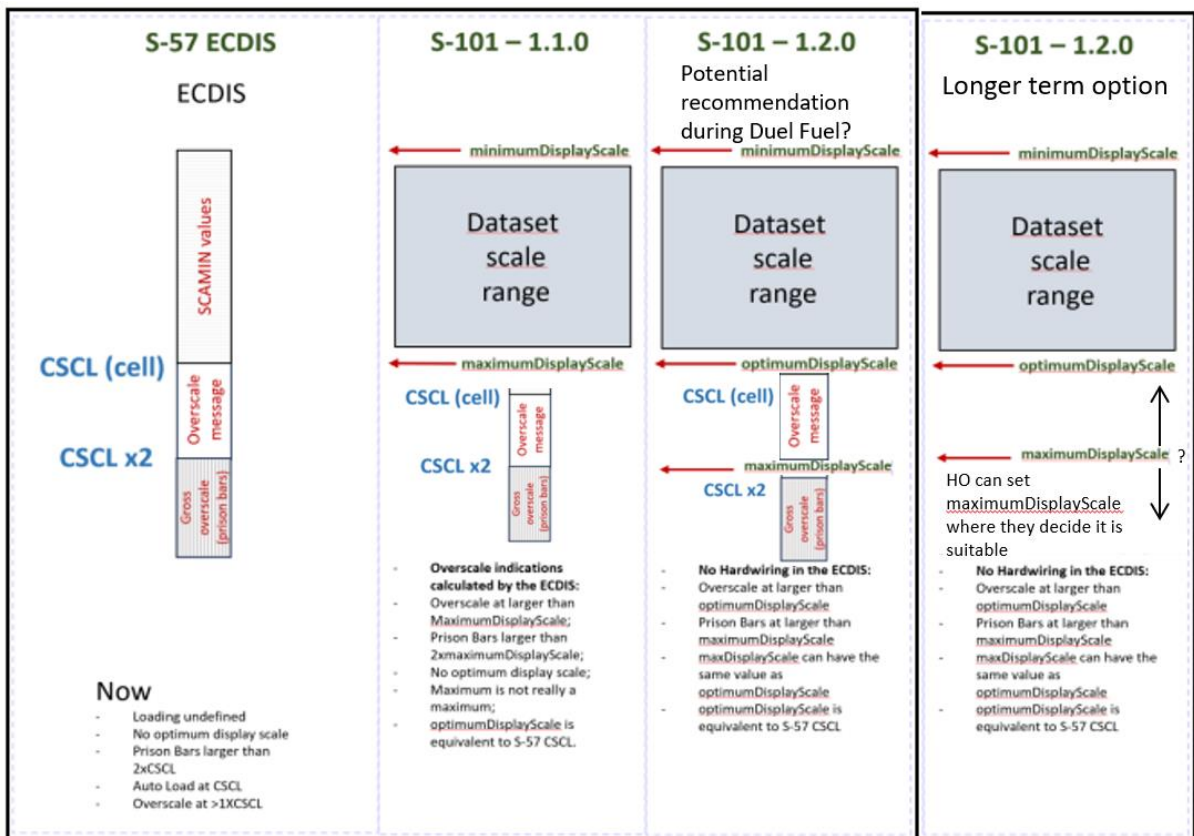 S-57 ECDIS
ECDIS
SCAMIN values
CSCL (cell)
Overscale
message
CSCL x2
Gross
overscale
(prison bars)
Now
- Loading undefined
- No optimum display scale
- Prison Bars larger than
2xCSCL
- Auto Load at CSCL
- Overscale at >1XCSCL
S-101 – 1.1.0
minimumDisplayScale
Dataset
scale
range
maximumDisplayScale
CSCL (cell)
Overscale
message
CSCL x2
Gross
overscale
(prison bars)
- Overscale indications
calculated by the ECDIS:
- Overscale at larger than
MaximumDisplayScale;
- Prison Bars larger than
2xmaximumDisplayScale;
- No optimum display scale;
- Maximum is not really a
maximum;
- optimumDisplayScale is
equivalent to S-57 CSCL.
S-101 – 1.2.0
Potential
recommendation
during Duel Fuel?
minimumDisplayScale
Dataset
scale
range
optimumDisplayScale
CSCL (cell)
Overscale
message
maximumDisplayScale
CSCL x2
Gross
overscale
(prison bars)
- No Hardwiring in the ECDIS:
- Overscale at larger than
optimumDisplayScale
- Prison Bars at larger than
maximumDisplayScale
- maxDisplayScale can have the
same value as
optimumDisplayScale
- optimumDisplayScale is
equivalent to S-57 CSCL
S-101 – 1.2.0
Longer term option
minimumDisplayScale
Dataset
scale
range
optimumDisplayScale
maximumDisplayScale ?
HO can set
maximumDisplayScale
where they decide it is
suitable
- No Hardwiring in the ECDIS:
- Overscale at larger than
optimumDisplayScale
- Prison Bars at larger than
maximumDisplayScale
- maxDisplayScale can have the
same value as
optimumDisplayScale
- optimumDisplayScale is
equivalent to S-57 CSCL